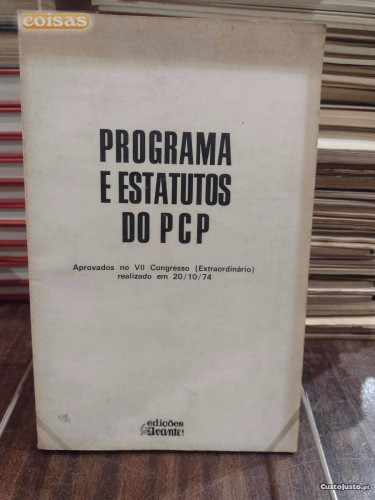 coisas
PROGRAMA
E ESTATUTOS
DO PCP
Aprovados no VII Congresso (Extraordinário)
realizado em 20/10/74
edições
Avante!
CustoJusto.pt